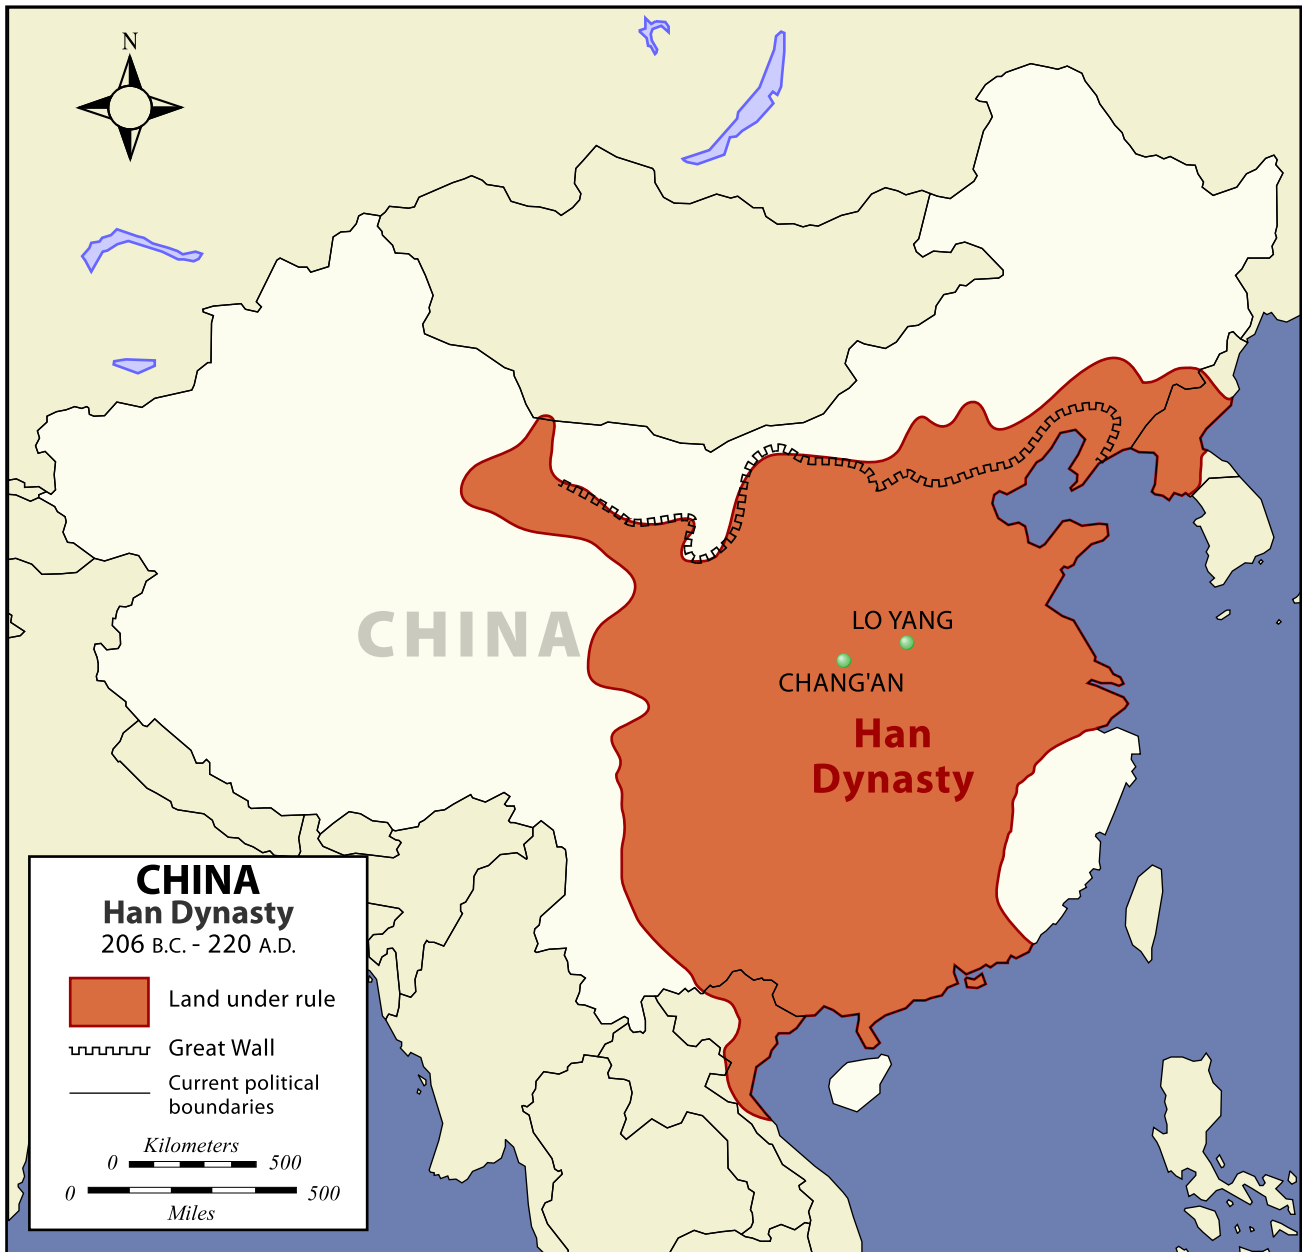 N
CHINA
LO YANG
CHANG'AN
Han
Dynasty
CHINA
Han Dynasty
206 B.C. - 220 A.D.
Land under rule
Great Wall
Current political
boundaries
Kilometers
0 500
0 500
Miles